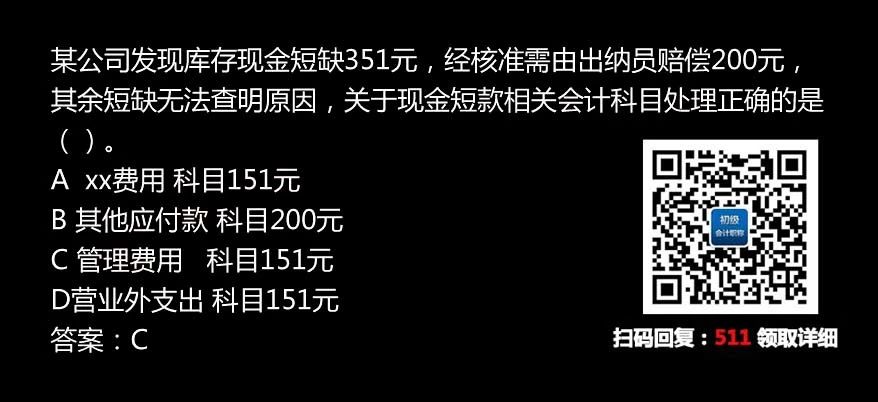 某公司发现库存现金短缺351元，经核准需由出纳员赔偿200元，
其余短缺无法查明原因，关于现金短款相关会计科目处理正确的是
（ ）。
A  xx费用 科目151元
B 其他应付款 科目200元
C 管理费用   科目151元
D营业外支出 科目151元
答案：C
初级
会计职称
扫码回复：511 领取详细